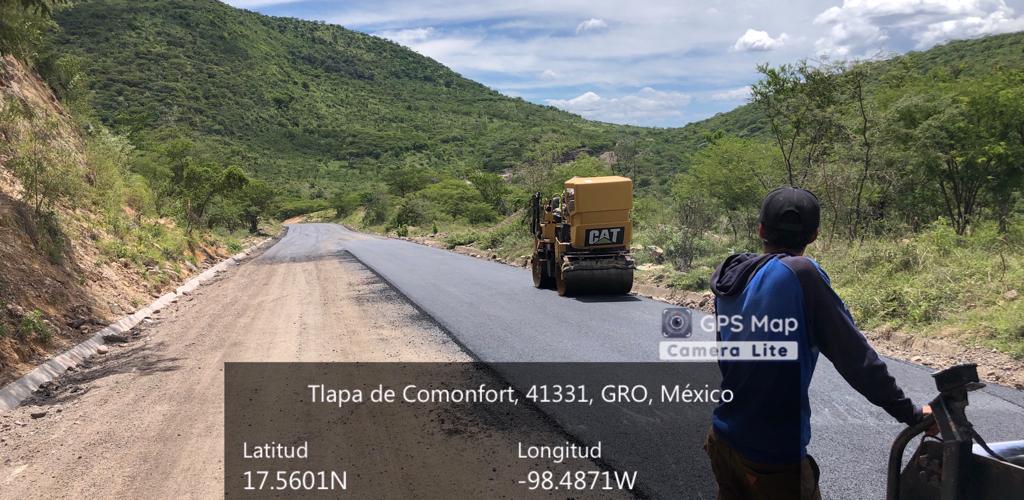 CAT
GPS Map
Camera Lite
Tlapa de Comonfort, 41331, GRO, México
Latitud
17.5601N
Longitud
-98.4871W